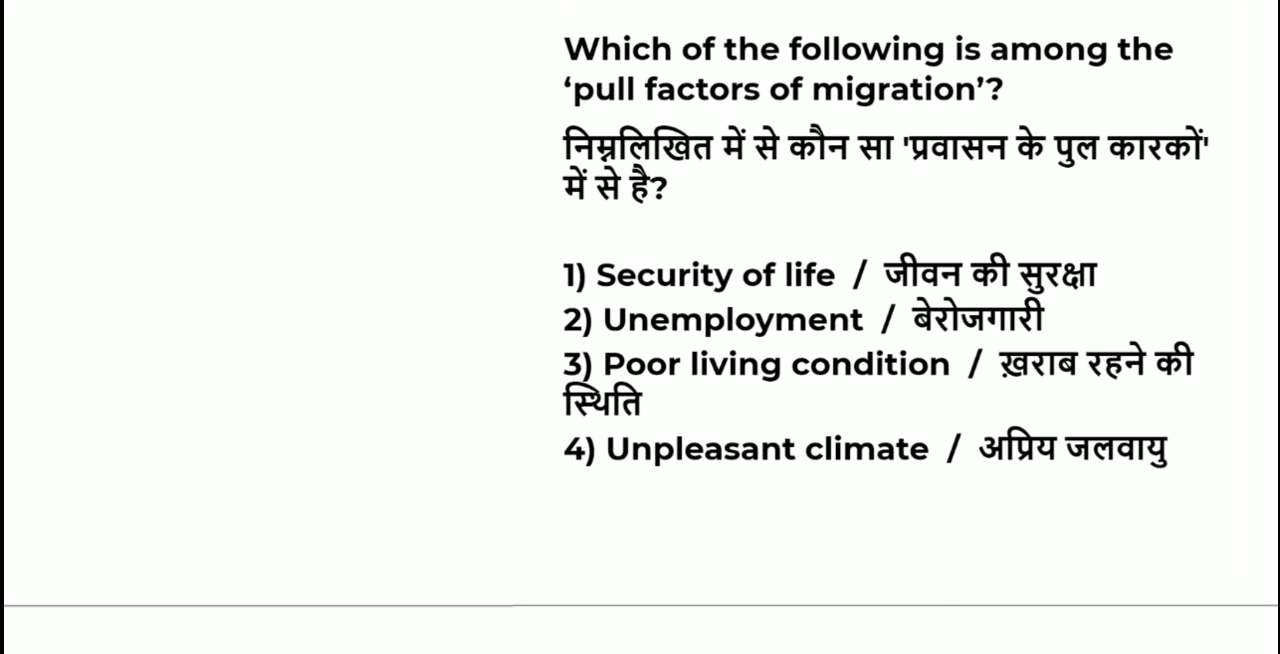 Which of the following is among the
‘pull factors of migration’?
निम्नलिखित में से कौन सा 'प्रवासन के पुल कारकों'
में से है?
1) Security of life / जीवन की सुरक्षा
2) Unemployment / बेरोजगारी
3) Poor living condition / ख़राब रहने की
स्थिति
4) Unpleasant climate / अप्रिय जलवायु